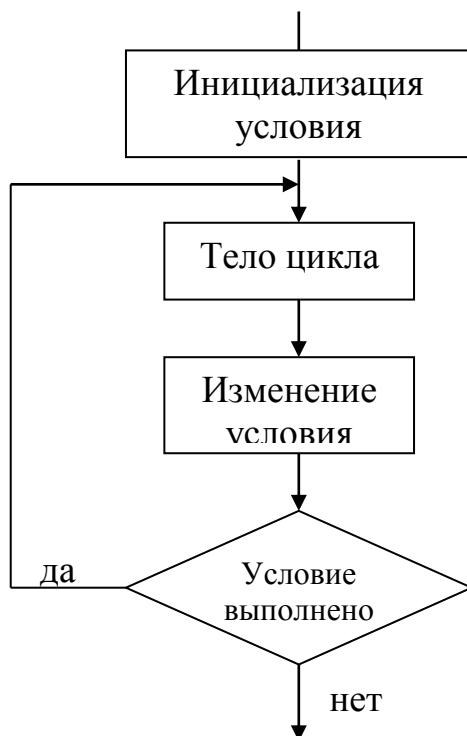 Инициализация
условия
Тело цикла
Изменение
условия
да
Условие
выполнено
нет